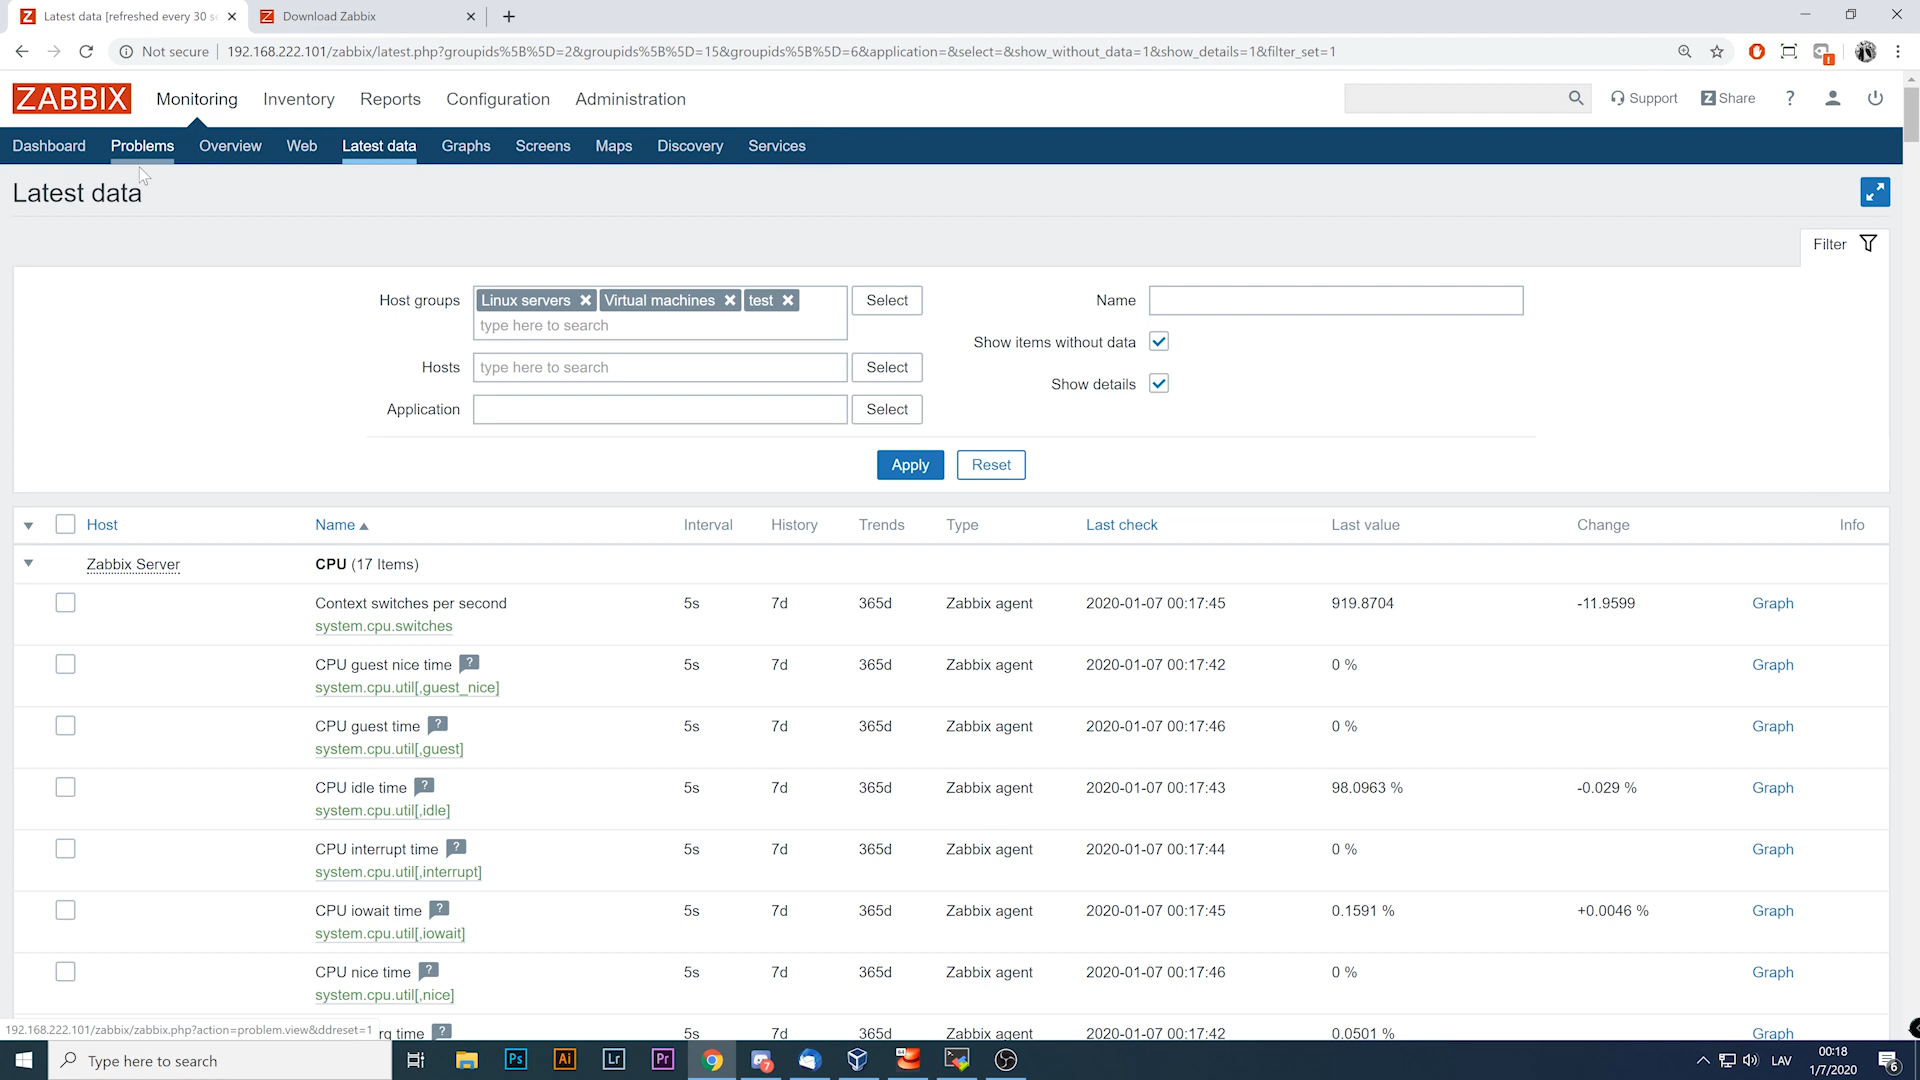 Latest data [refreshed every 30 s
Download Zabbix
Not secure
192.168.222.101/zabbix/latest.php?groupids%5B%5D=2&groupids%5B%5D=15&groupids%5B%5D=6&application=&select=&show_without_data=1&show_details=1&filter_set=1
ZABBIX Monitoring Inventory Reports Configuration Administration Support Z Share ?
Dashboard Problems Overview Web Latest data Graphs Screens Maps Discovery Services
Latest data
Filter
Host groups Linux servers Virtual machines test Select Name
type here to search
Show items without data
Hosts type here to search Select
Show details
Application Select
Apply Reset
Host Name Interval History Trends Type Last check Last value Change Info
Zabbix Server CPU (17 Items)
Context switches per second 5s 7d 365d Zabbix agent 2020-01-07 00:17:45 919.8704 -11.9599 Graph
system.cpu.switches
CPU guest nice time ? 5s 7d 365d Zabbix agent 2020-01-07 00:17:42 0 % Graph
system.cpu.util[,guest_nice]
CPU guest time ? 5s 7d 365d Zabbix agent 2020-01-07 00:17:46 0 % Graph
system.cpu.util[,guest]
CPU idle time ? 5s 7d 365d Zabbix agent 2020-01-07 00:17:43 98.0963 % -0.029 % Graph
system.cpu.util[,idle]
CPU interrupt time ? 5s 7d 365d Zabbix agent 2020-01-07 00:17:44 0 % Graph
system.cpu.util[,interrupt]
CPU iowait time ? 5s 7d 365d Zabbix agent 2020-01-07 00:17:45 0.1591 % +0.0046 % Graph
system.cpu.util[,iowait]
CPU nice time ? 5s 7d 365d Zabbix agent 2020-01-07 00:17:46 0 % Graph
system.cpu.util[,nice]
192.168.222.101/zabbix/zabbix.php?action=problem.view&ddreset=1
rq time ? 5s 7d 365d Zabbix agent 2020-01-07 00:17:42 0.0501 % Graph
Type here to search
Ps Ai Lr Pr 7 64
LAV
00:18
1/7/2020
6